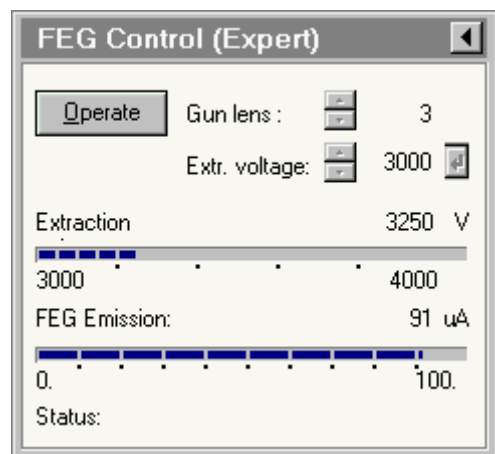 FEG Control (Expert)
Operate Gun lens : 3
Extr. voltage: 3000
Extraction 3250 V
3000 4000
FEG Emission: 91 uA
0. 100.
Status: